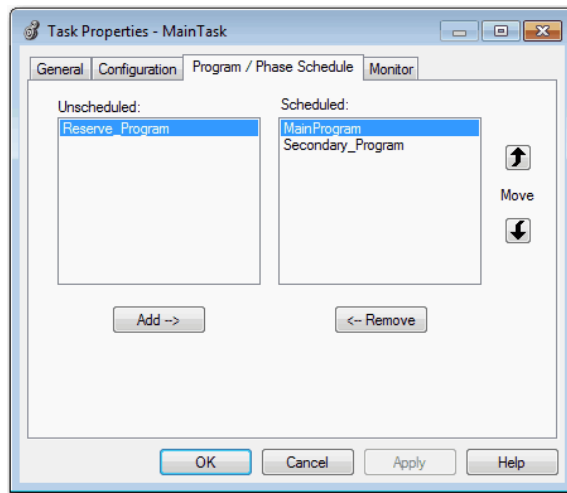 Task Properties - MainTask
General Configuration Program / Phase Schedule Monitor
Unscheduled: Scheduled:
Reserve_Program
MainProgram
Secondary_Program
Move
Add -->
<-- Remove
OK Cancel Apply Help